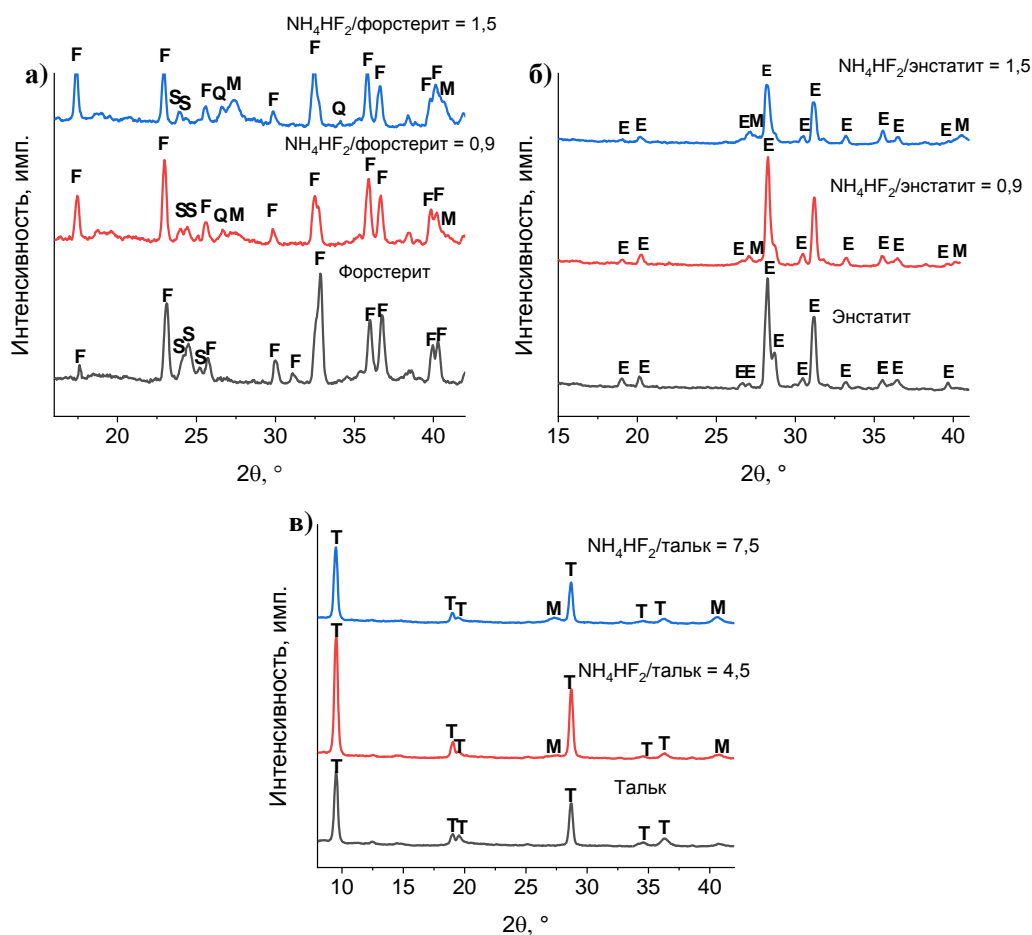 а)
NH₄HF₂/форстерит = 1,5
F F S S F Q M F F Q F F F F M
NH₄HF₂/форстерит = 0,9
F F S S F Q M F F F F F F M
Форстерит
F F S S S F F F F F F F F
Интенсивность, имп.
20 25 30 35 40
2θ, °
б)
NH₄HF₂/энстатит = 1,5
E E E M E E E E E E E M
NH₄HF₂/энстатит = 0,9
E E E M E E E E E E E M
Энстатит
E E E E E E E E E E E E
Интенсивность, имп.
15 20 25 30 35 40
2θ, °
в)
NH₄HF₂/тальк = 7,5
T T T M T T T M
NH₄HF₂/тальк = 4,5
T T T M T T T M
Тальк
T T T T T T
Интенсивность, имп.
10 15 20 25 30 35 40
2θ, °